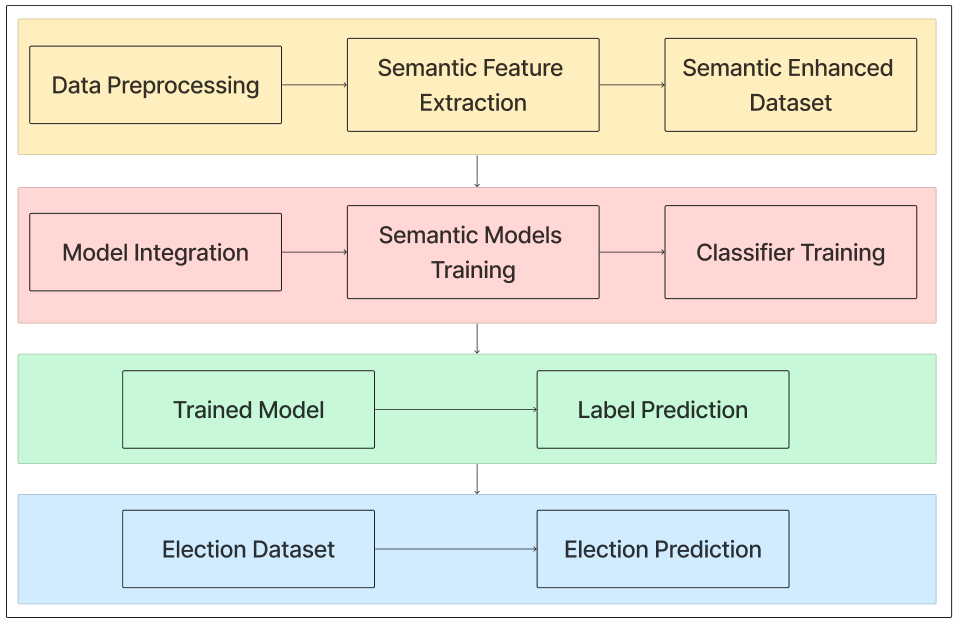 Data Preprocessing
Semantic Feature
Extraction
Semantic Enhanced
Dataset
Model Integration
Semantic Models
Training
Classifier Training
Trained Model
Label Prediction
Election Dataset
Election Prediction